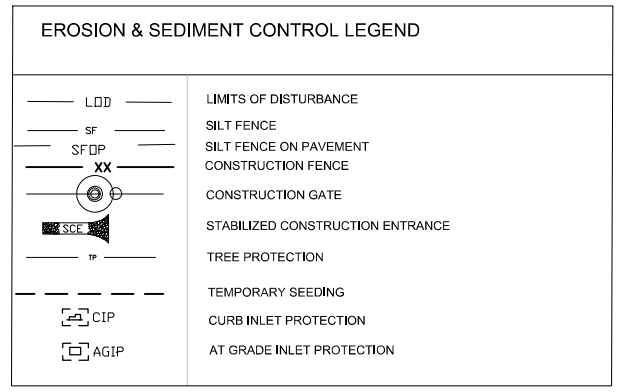 EROSION & SEDIMENT CONTROL LEGEND
LOD LIMITS OF DISTURBANCE
SF SILT FENCE
SFOP SILT FENCE ON PAVEMENT
XX CONSTRUCTION FENCE
CONSTRUCTION GATE
SCE STABILIZED CONSTRUCTION ENTRANCE
TP TREE PROTECTION
TEMPORARY SEEDING
CIP CURB INLET PROTECTION
AGIP AT GRADE INLET PROTECTION